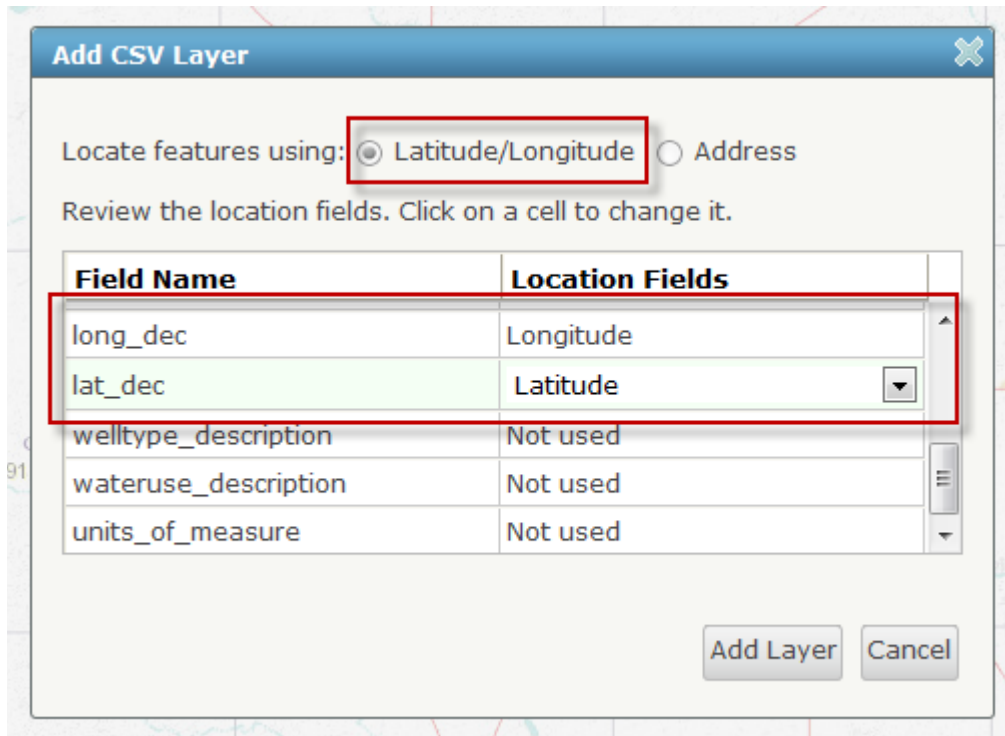 Add CSV Layer
Locate features using: Latitude/Longitude Address
Review the location fields. Click on a cell to change it.
Field Name Location Fields
long_dec Longitude
lat_dec Latitude
welltype_description Not used
wateruse_description Not used
units_of_measure Not used
91
Add Layer Cancel